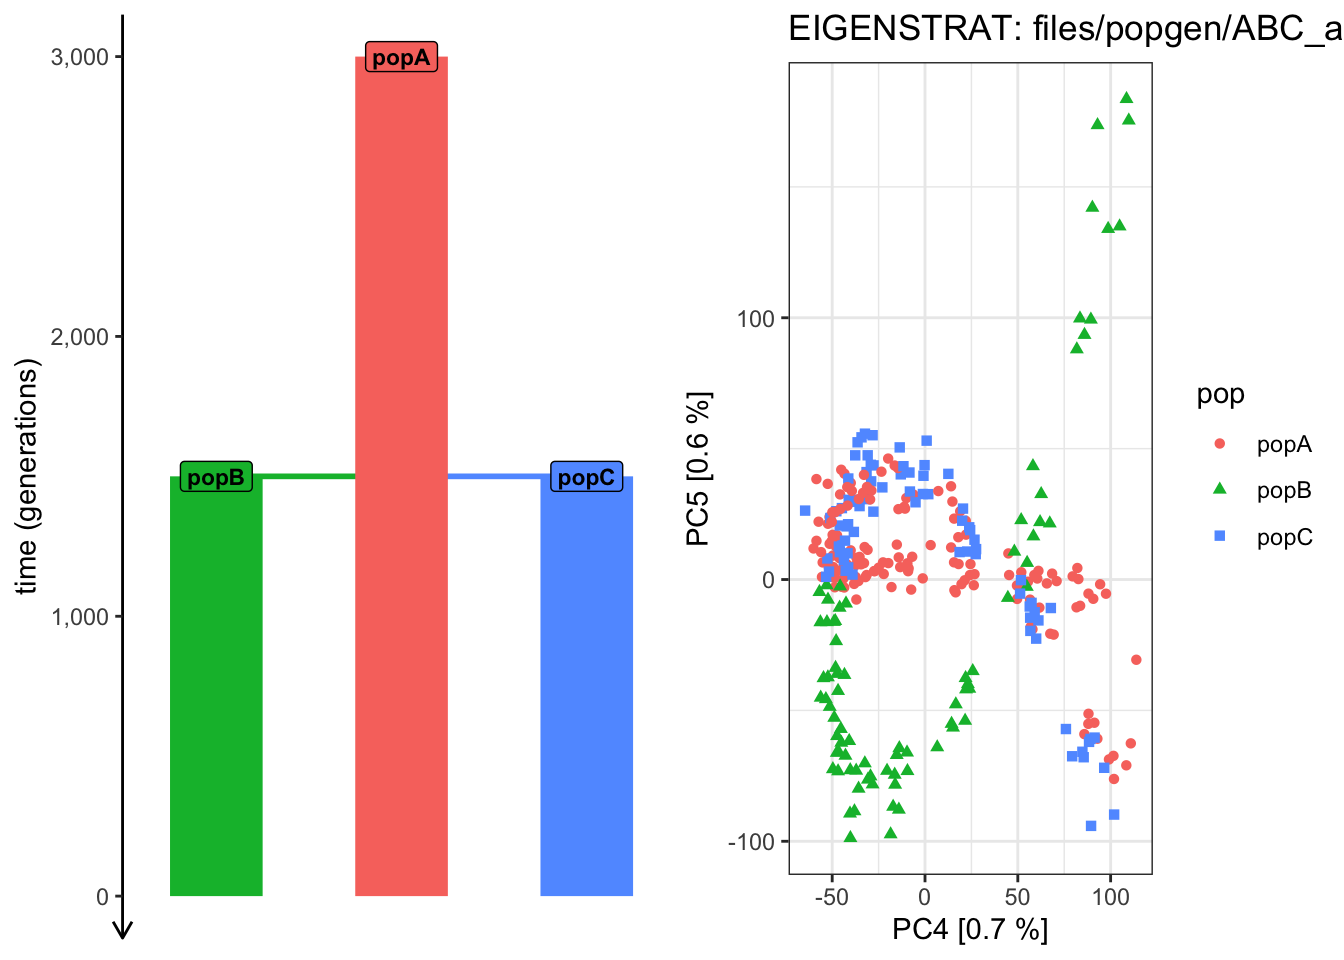 time (generations)
3,000
2,000
1,000
0
popA
popB
popC
EIGENSTRAT: files/popgen/ABC_a
PC5 [0.6 %]
100
0
-100
-50
0
50
100
PC4 [0.7 %]
pop
popA
popB
popC